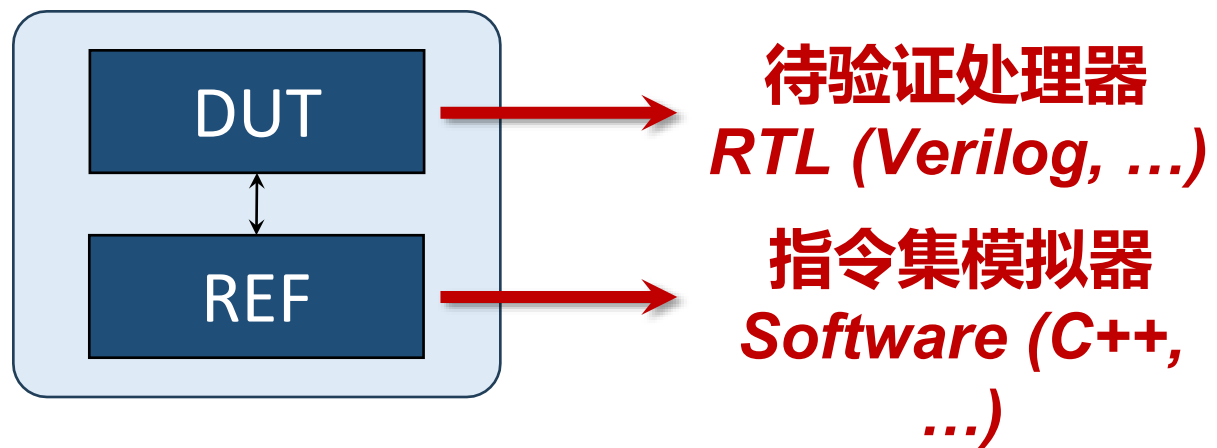 DUT
待验证处理器
RTL (Verilog, …)
REF
指令集模拟器
Software (C++,
…)